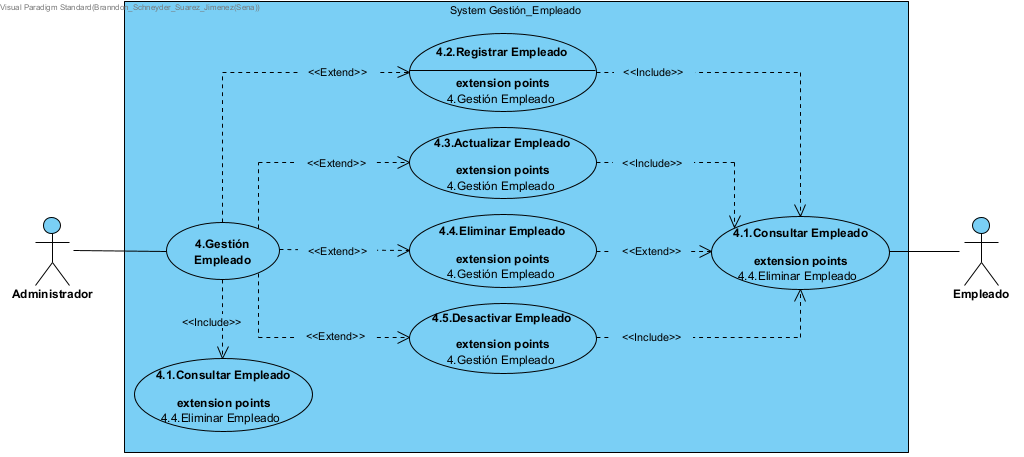 Visual Paradigm Standard(Branndon_Schneyder_Suarez_Jimenez(Sena))
System Gestión_Empleado
4.2.Registrar Empleado
extension points
4.Gestión Empleado
<<Extend>>
<<Include>>
4.3.Actualizar Empleado
extension points
4.Gestión Empleado
<<Extend>>
<<Include>>
4.Gestión
Empleado
4.4.Eliminar Empleado
extension points
4.Gestión Empleado
<<Extend>>
<<Extend>>
4.1.Consultar Empleado
extension points
4.4.Eliminar Empleado
Administrador
Empleado
4.5.Desactivar Empleado
extension points
4.Gestión Empleado
<<Extend>>
<<Include>>
<<Include>>
4.1.Consultar Empleado
extension points
4.4.Eliminar Empleado